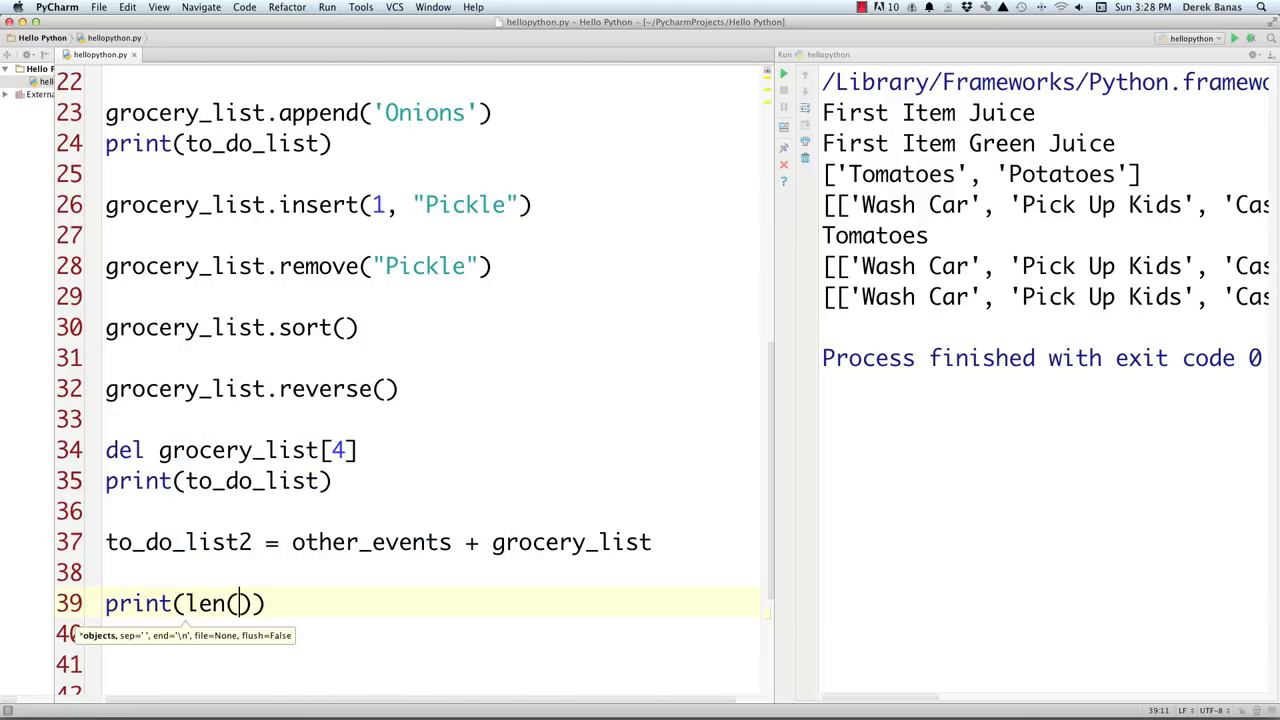 PyCharm File Edit View Navigate Code Refactor Run Tools VCS Window Help 10 Sun 3:28 PM Derek Banas
hellopython.py - Hello Python - [~/PycharmProjects/Hello Python]
Hello Python hellopython.py hellopython
hellopython.py Run hellopython
Hello P
hell
Extern
22
23 grocery_list.append('Onions')
24 print(to_do_list)
25
26 grocery_list.insert(1, "Pickle")
27
28 grocery_list.remove("Pickle")
29
30 grocery_list.sort()
31
32 grocery_list.reverse()
33
34 del grocery_list[4]
35 print(to_do_list)
36
37 to_do_list2 = other_events + grocery_list
38
39 print(len())
40
*objects, sep=' ', end='\n', file=None, flush=False
41
42
/Library/Frameworks/Python.framewo
First Item Juice
First Item Green Juice
['Tomatoes', 'Potatoes']
[['Wash Car', 'Pick Up Kids', 'Cas
Tomatoes
[['Wash Car', 'Pick Up Kids', 'Cas
[['Wash Car', 'Pick Up Kids', 'Cas
Process finished with exit code 0
39:11 LF UTF-8